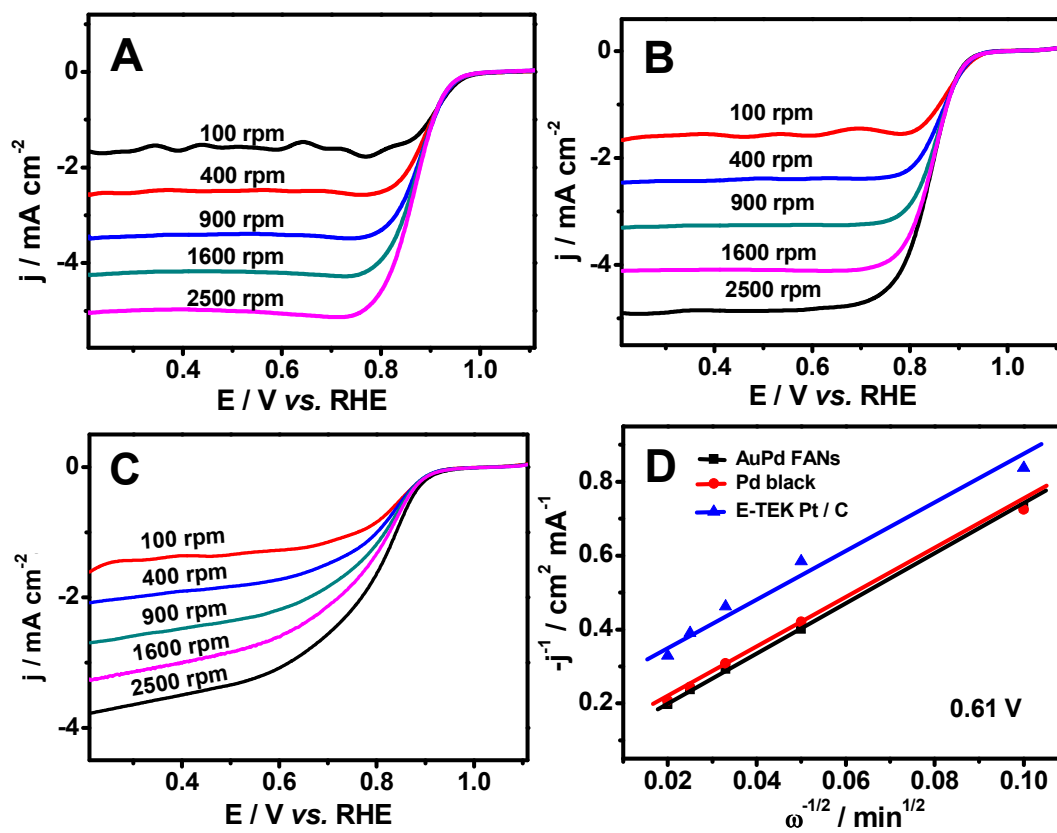 A
0
-2
-4
j / mA cm⁻²
100 rpm
400 rpm
900 rpm
1600 rpm
2500 rpm
0.4 0.6 0.8 1.0
E / V vs. RHE
B
0
-2
-4
j / mA cm⁻²
100 rpm
400 rpm
900 rpm
1600 rpm
2500 rpm
0.4 0.6 0.8 1.0
E / V vs. RHE
C
0
-2
-4
j / mA cm⁻²
100 rpm
400 rpm
900 rpm
1600 rpm
2500 rpm
0.4 0.6 0.8 1.0
E / V vs. RHE
D
AuPd FANs
Pd black
E-TEK Pt / C
0.8
0.6
0.4
0.2
-j⁻¹ / cm² mA⁻¹
0.61 V
0.02 0.04 0.06 0.08 0.10
ω⁻¹/² / min¹/²